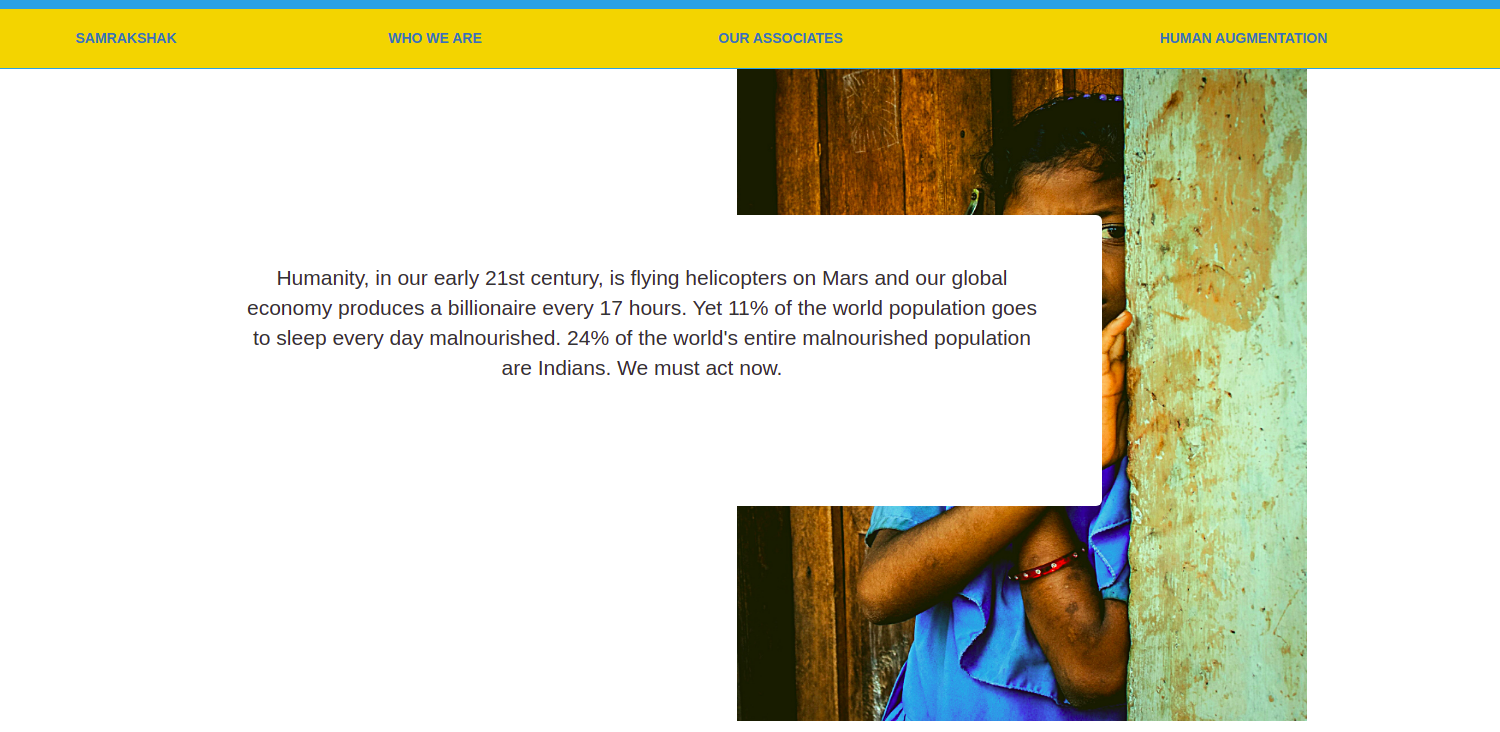 SAMRAKSHAK WHO WE ARE OUR ASSOCIATES HUMAN AUGMENTATION
Humanity, in our early 21st century, is flying helicopters on Mars and our global
economy produces a billionaire every 17 hours. Yet 11% of the world population goes
to sleep every day malnourished. 24% of the world's entire malnourished population
are Indians. We must act now.